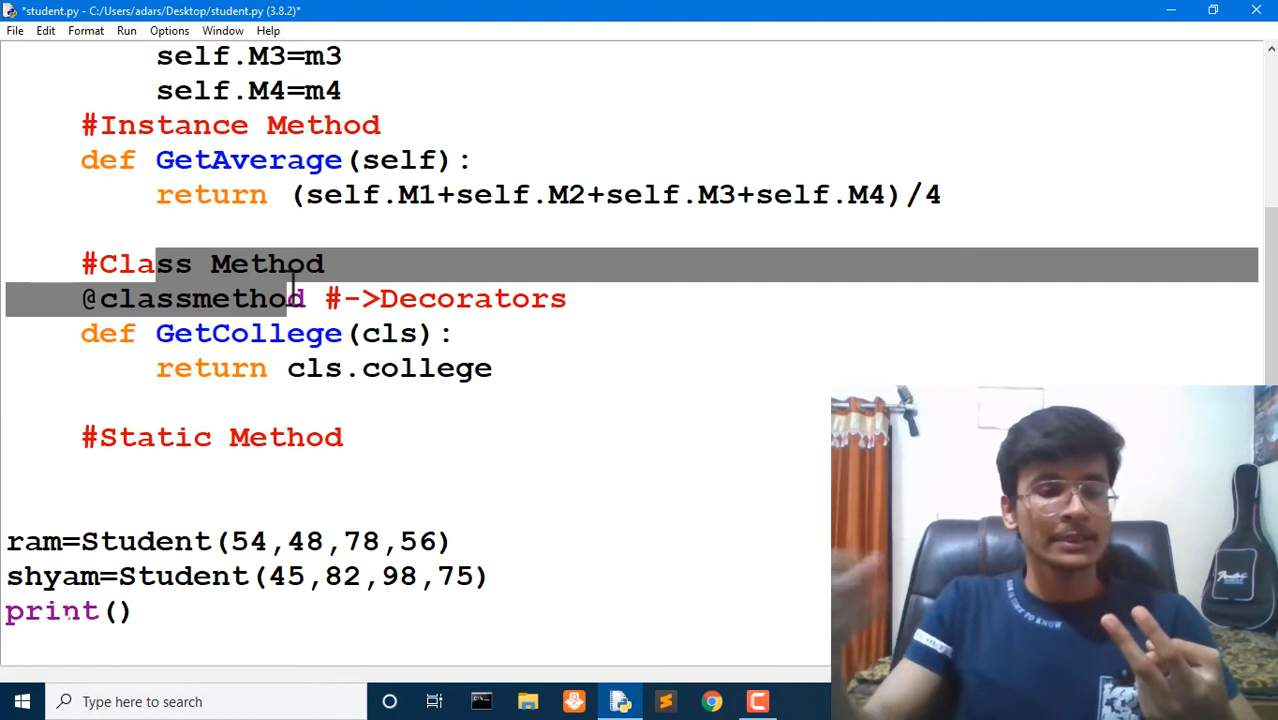 *student.py - C:/Users/adars/Desktop/student.py (3.8.2)*
File Edit Format Run Options Window Help
self.M3=m3
self.M4=m4
#Instance Method
def GetAverage(self):
return (self.M1+self.M2+self.M3+self.M4)/4
#Class Method
@classmethod #->Decorators
def GetCollege(cls):
return cls.college
#Static Method
ram=Student(54,48,78,56)
shyam=Student(45,82,98,75)
print()
Fender
Type here to search